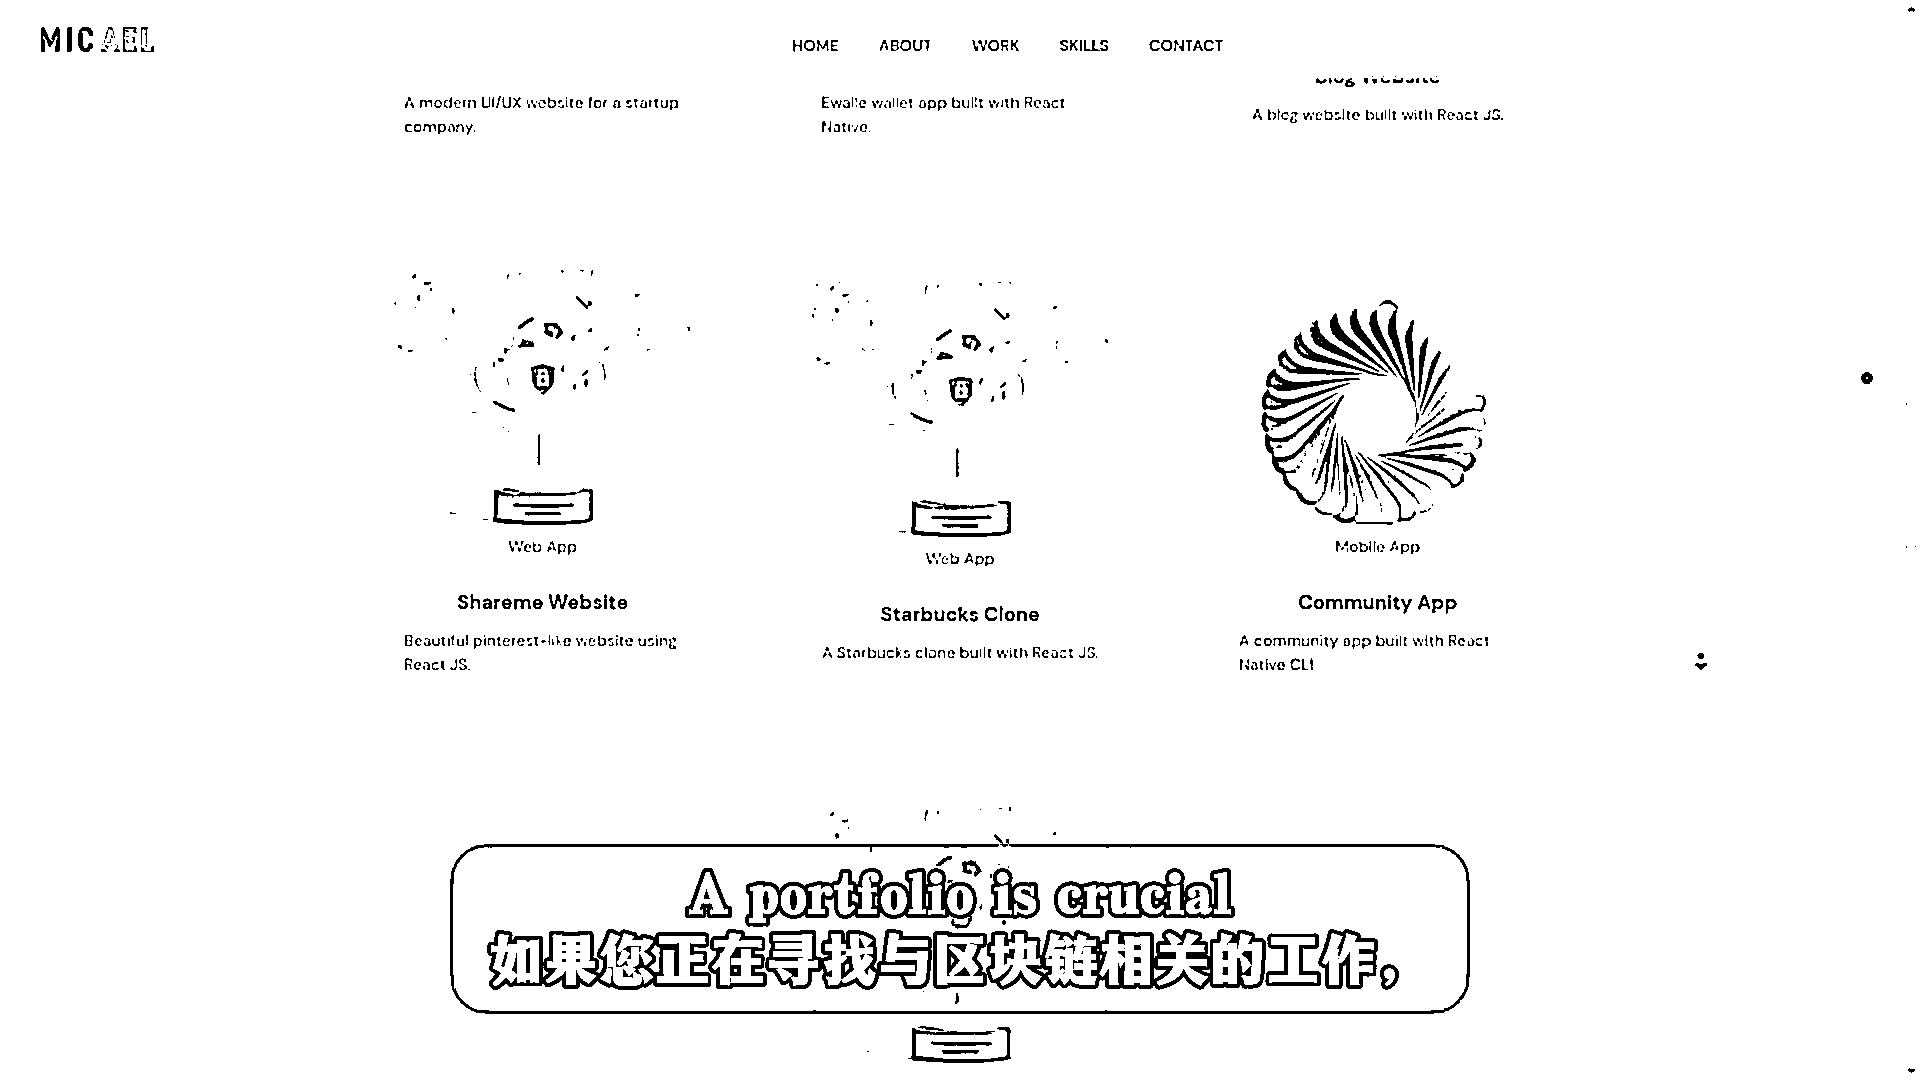 MICAEL
HOME ABOUT WORK SKILLS CONTACT
Blog Website
A modern UI/UX website for a startup
company.
Ewalle wallet app built with React
Native.
A blog website built with React JS.
Web App
Shareme Website
Beautiful pinterest-like website using
React JS.
Web App
Starbucks Clone
A Starbucks clone built with React JS.
Mobile App
Community App
A community app built with React
Native CLI
A portfolio is crucial
如果您正在寻找与区块链相关的工作,